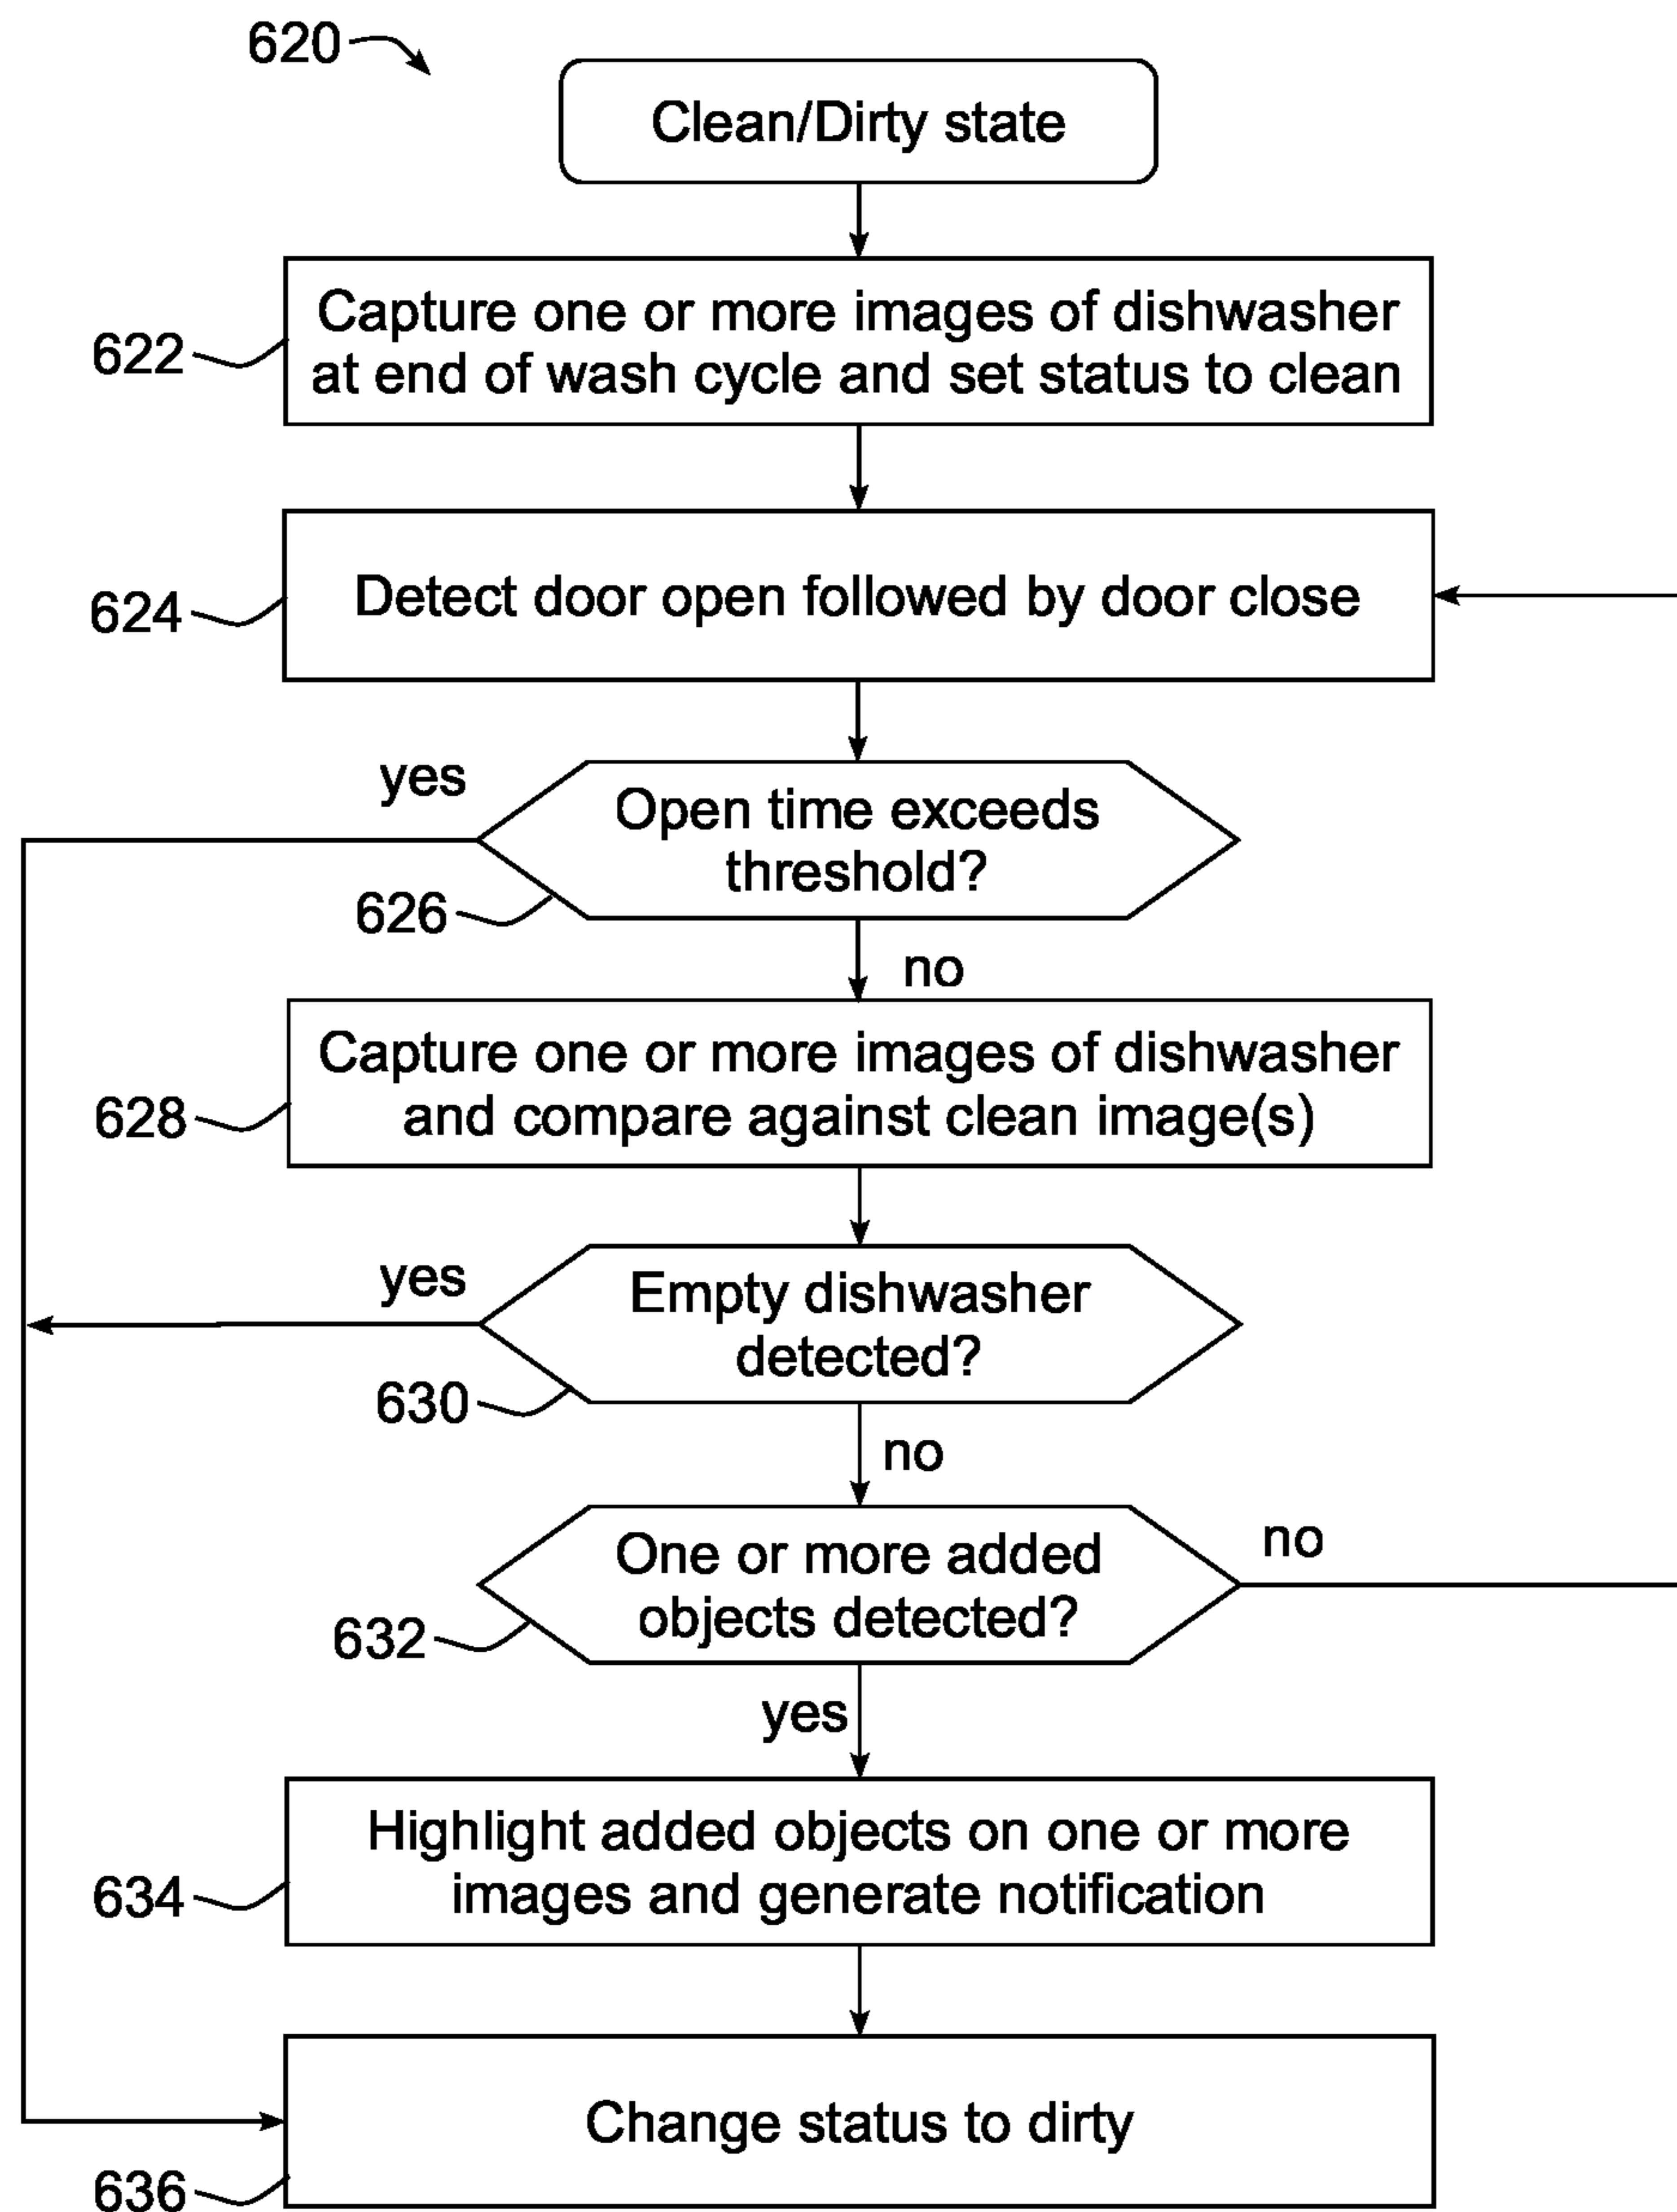 620
Clean/Dirty state
Capture one or more images of dishwasher
at end of wash cycle and set status to clean
622
Detect door open followed by door close
624
yes
Open time exceeds
threshold?
626
no
Capture one or more images of dishwasher
and compare against clean image(s)
628
yes
Empty dishwasher
detected?
630
no
One or more added
objects detected?
no
632
yes
Highlight added objects on one or more
images and generate notification
634
Change status to dirty
636